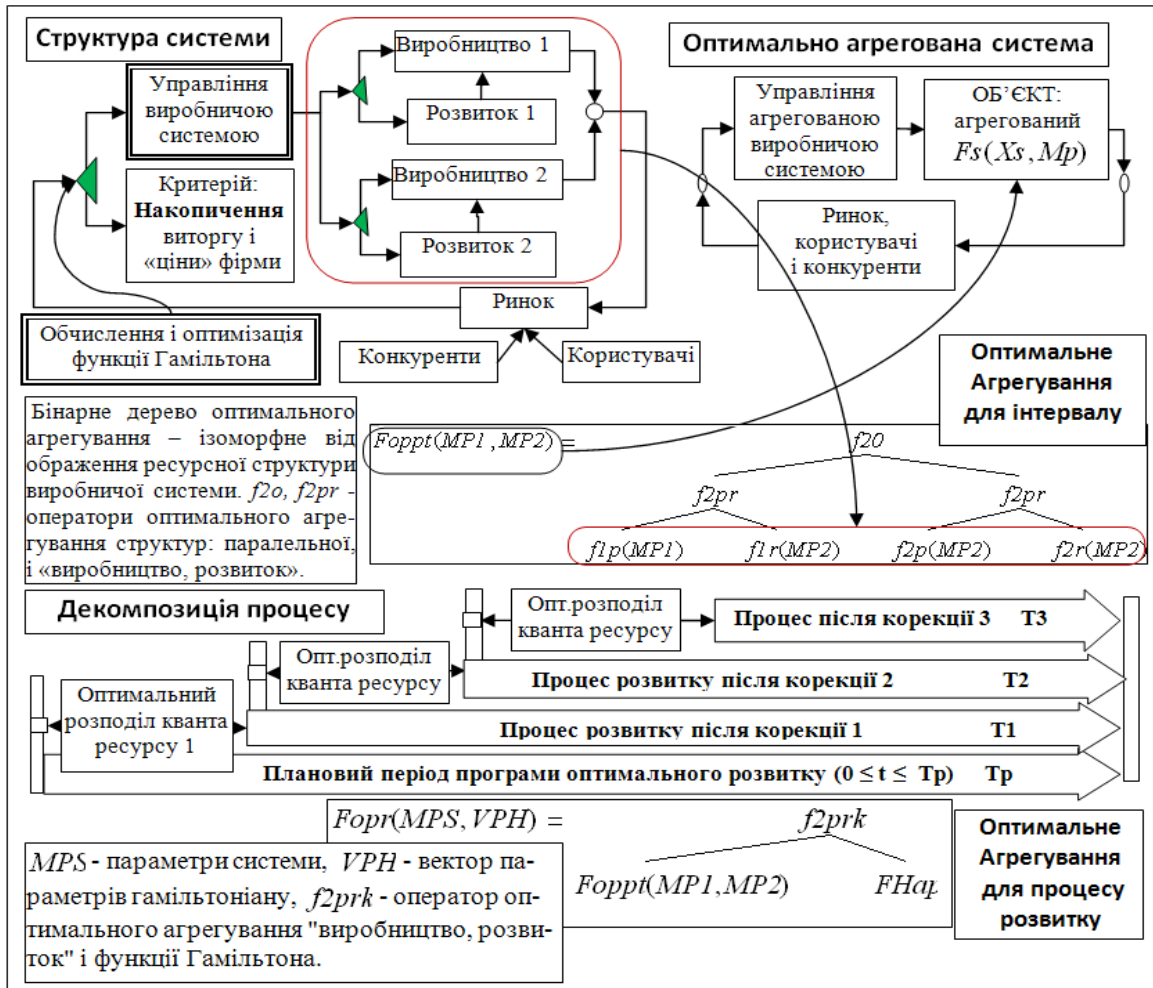 Структура системи
Управління
виробничою
системою
Критерій:
Накопичення
виторгу і
«ціни» фірми
Обчислення і оптимізація
функції Гамільтона
Виробництво 1
Розвиток 1
Виробництво 2
Розвиток 2
Ринок
Конкуренти
Користувачі
Оптимально агрегована система
Управління
агрегованою
виробничою
системою
ОБ’ЄКТ:
агрегований
Fs(Xs, Mp)
Ринок,
користувачі
і конкуренти
Оптимальне
Агрегування
для інтервалу
Бінарне дерево оптимального
агрегування – ізоморфне від
ображення ресурсної структури
виробничої системи. f2o, f2pr -
оператори оптимального агре-
гування структур: паралельної,
і «виробництво, розвиток».
Foppt(MP1, MP2) =
f20
f2pr f2pr
f1p(MP1) f1r(MP2) f2p(MP2) f2r(MP2)
Декомпозиція процесу
Опт.розподіл
кванта ресурсу
Процес після корекції 3 T3
Опт.розподіл
кванта ресурсу
Процес розвитку після корекції 2 T2
Оптимальний
розподіл кванта
ресурсу 1
Процес розвитку після корекції 1 T1
Плановий період програми оптимального розвитку (0 ≤ t ≤ Tp) Tp
Fopr(MPS, VPH) = f2prk
Foppt(MP1, MP2)
MPS - параметри системи, VPH - вектор па-
раметрів гамільтоніану, f2prk - оператор оп-
тимального агрегування "виробництво, розви-
ток" і функції Гамільтона.
Оптимальне
Агрегування
для процесу
розвитку